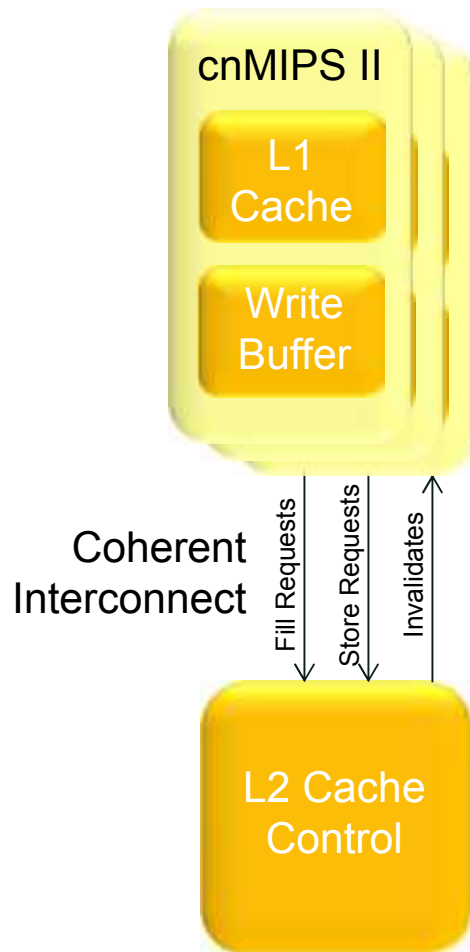 cnMIPS II
L1
Cache
Write
Buffer
Coherent
Interconnect
Fill Requests
Store Requests
Invalidates
L2 Cache
Control